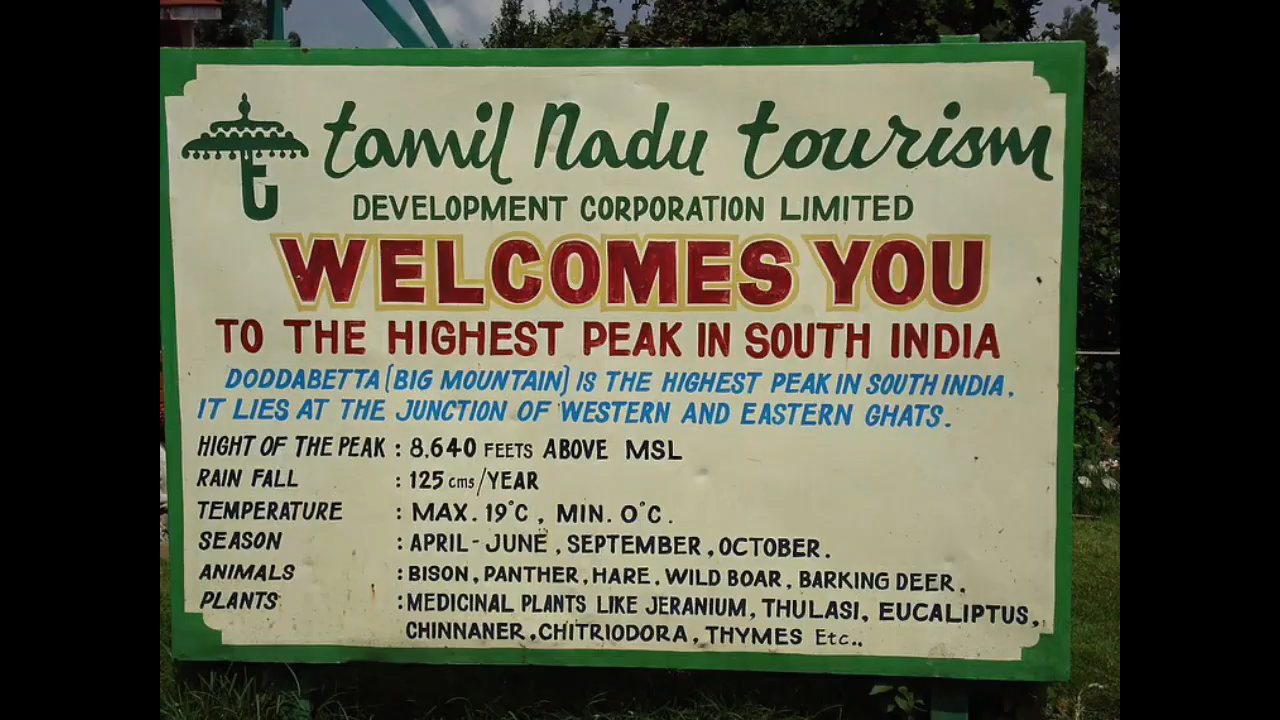 tamil nadu tourism
DEVELOPMENT CORPORATION LIMITED
WELCOMES YOU
TO THE HIGHEST PEAK IN SOUTH INDIA
DODDABETTA (BIG MOUNTAIN) IS THE HIGHEST PEAK IN SOUTH INDIA.
IT LIES AT THE JUNCTION OF WESTERN AND EASTERN GHATS.
HIGHT OF THE PEAK : 8.640 FEETS ABOVE MSL
RAIN FALL : 125 cms/YEAR
TEMPERATURE : MAX. 19°C, MIN. 0°C.
SEASON : APRIL-JUNE, SEPTEMBER, OCTOBER.
ANIMALS : BISON, PANTHER, HARE, WILD BOAR, BARKING DEER.
PLANTS : MEDICINAL PLANTS LIKE JERANIUM, THULASI, EUCALIPTUS,
CHINNANER, CHITRIODORA, THYMES Etc..